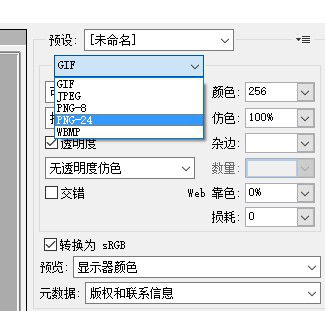 预设: [未命名]
GIF
GIF
JPEG
PNG-8
PNG-24
WBMP
颜色: 256
仿色: 100%
透明度 杂边:
无透明度仿色 数量:
交错 Web 靠色: 0%
损耗: 0
转换为 sRGB
预览: 显示器颜色
元数据: 版权和联系信息